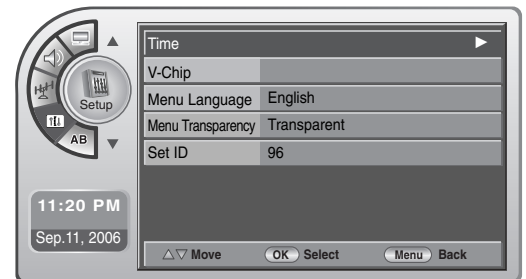 Setup
AB
11:20 PM
Sep.11, 2006
Time
V-Chip
Menu Language English
Menu Transparency Transparent
Set ID 96
Move OK Select Menu Back